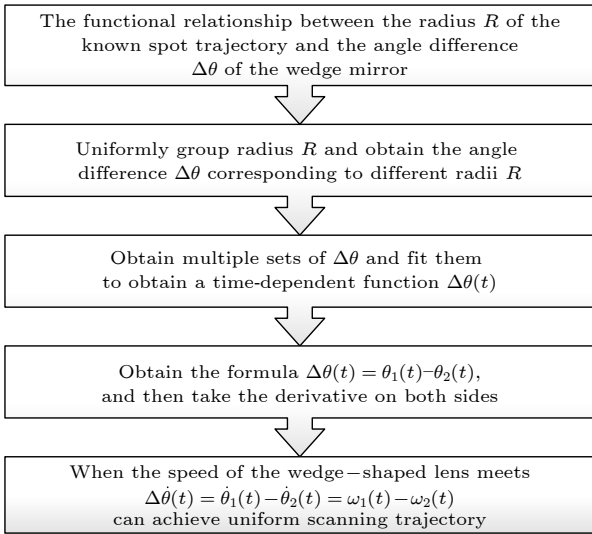 The functional relationship between the radius R of the
known spot trajectory and the angle difference
Δθ of the wedge mirror
Uniformly group radius R and obtain the angle
difference Δθ corresponding to different radii R
Obtain multiple sets of Δθ and fit them
to obtain a time-dependent function Δθ(t)
Obtain the formula Δθ(t) = θ₁(t)–θ₂(t),
and then take the derivative on both sides
When the speed of the wedge−shaped lens meets
Δθ̇(t) = θ̇₁(t)−θ̇₂(t) = ω₁(t)−ω₂(t)
can achieve uniform scanning trajectory